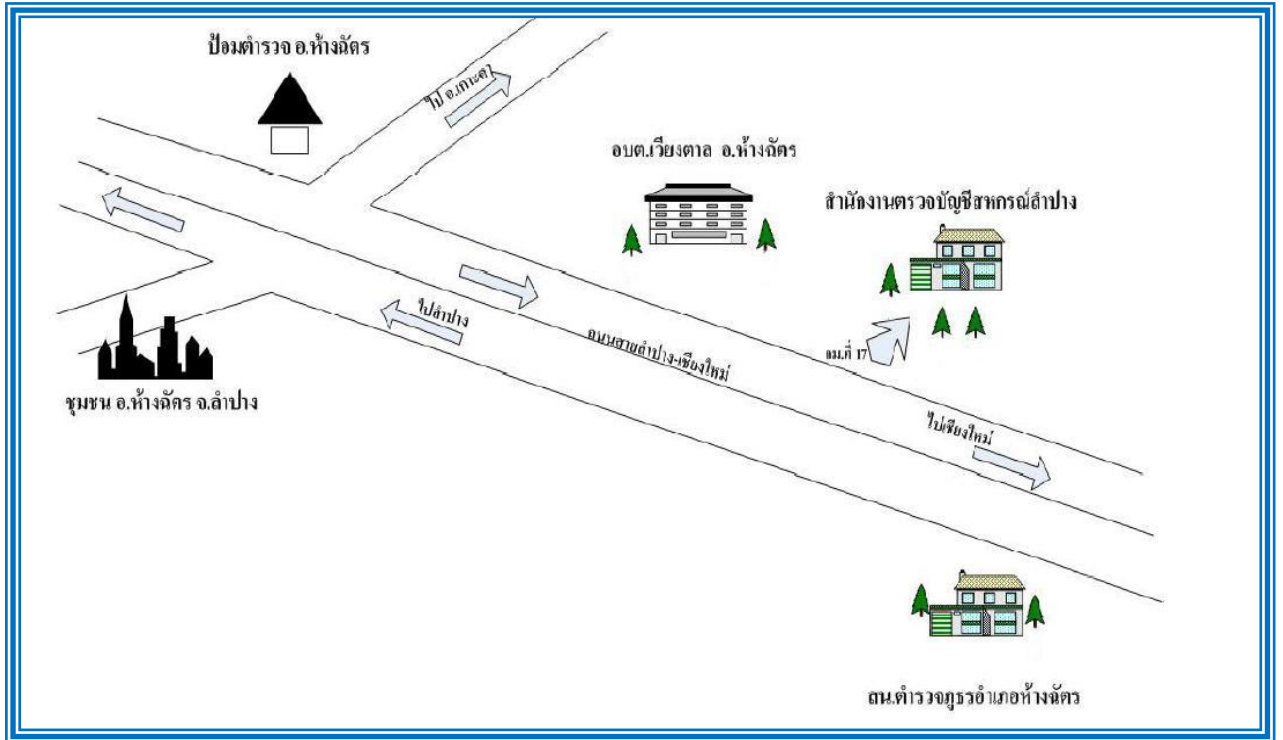 ป้อมตำรวจ อ.ห้างฉัตร
ไป อ.เกาะคา
อบต.เวียงตาล อ.ห้างฉัตร
สำนักงานตรวจบัญชีสหกรณ์ลำปาง
ไปลำปาง
ถนนสายลำปาง-เชียงใหม่
กม.ที่ 17
ชุมชน อ.ห้างฉัตร จ.ลำปาง
ไปเชียงใหม่
สน.ตำรวจภูธรอำเภอห้างฉัตร